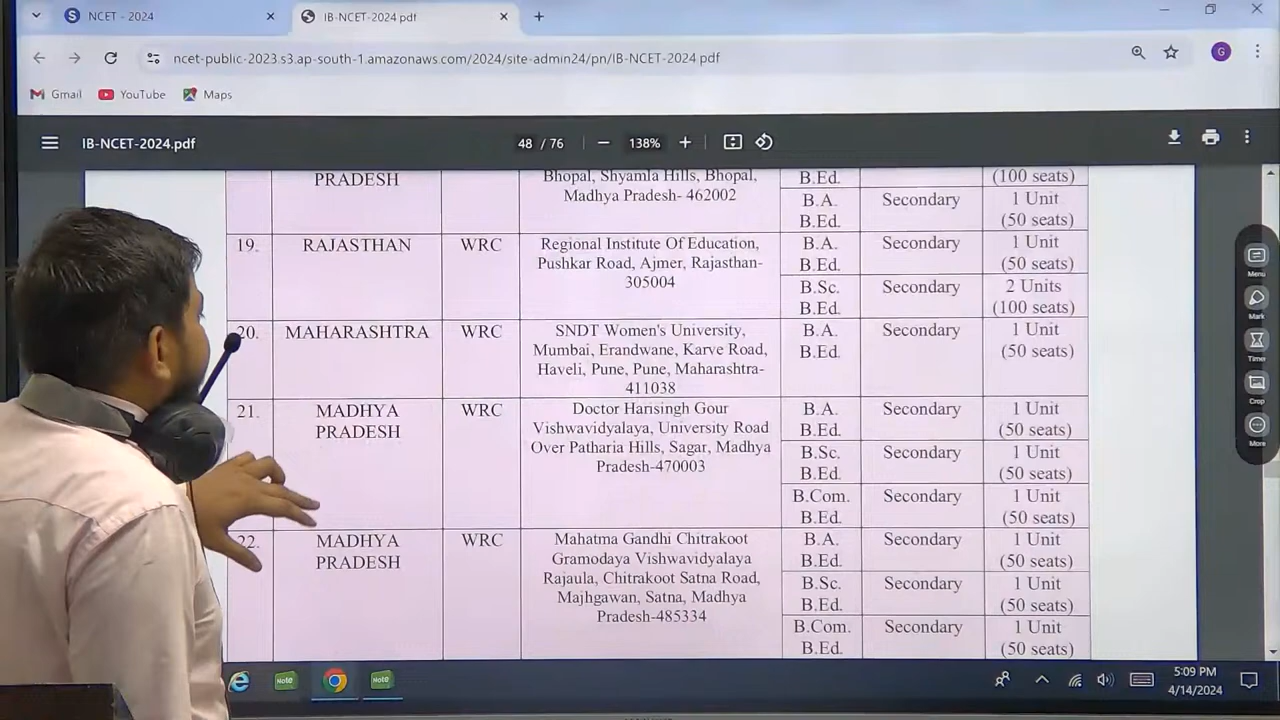 NCET - 2024
IB-NCET-2024.pdf
ncet-public-2023.s3.ap-south-1.amazonaws.com/2024/site-admin24/pn/IB-NCET-2024.pdf
G
Gmail
YouTube
Maps
IB-NCET-2024.pdf
48 / 76
138%
PRADESH
Bhopal, Shyamla Hills, Bhopal,
Madhya Pradesh- 462002
B.Ed.
(100 seats)
B.A.
B.Ed.
Secondary
1 Unit
(50 seats)
19.
RAJASTHAN
WRC
Regional Institute Of Education,
Pushkar Road, Ajmer, Rajasthan-
305004
B.A.
B.Ed.
Secondary
1 Unit
(50 seats)
B.Sc.
B.Ed.
Secondary
2 Units
(100 seats)
20.
MAHARASHTRA
WRC
SNDT Women's University,
Mumbai, Erandwane, Karve Road,
Haveli, Pune, Pune, Maharashtra-
411038
B.A.
B.Ed.
Secondary
1 Unit
(50 seats)
21.
MADHYA
PRADESH
WRC
Doctor Harisingh Gour
Vishwavidyalaya, University Road
Over Patharia Hills, Sagar, Madhya
Pradesh-470003
B.A.
B.Ed.
Secondary
1 Unit
(50 seats)
B.Sc.
B.Ed.
Secondary
1 Unit
(50 seats)
B.Com.
B.Ed.
Secondary
1 Unit
(50 seats)
22.
MADHYA
PRADESH
WRC
Mahatma Gandhi Chitrakoot
Gramodaya Vishwavidyalaya
Rajaula, Chitrakoot Satna Road,
Majhgawan, Satna, Madhya
Pradesh-485334
B.A.
B.Ed.
Secondary
1 Unit
(50 seats)
B.Sc.
B.Ed.
Secondary
1 Unit
(50 seats)
B.Com.
B.Ed.
Secondary
1 Unit
(50 seats)
Menu
Mark
Timer
Crop
More
Note
Note
5:09 PM
4/14/2024